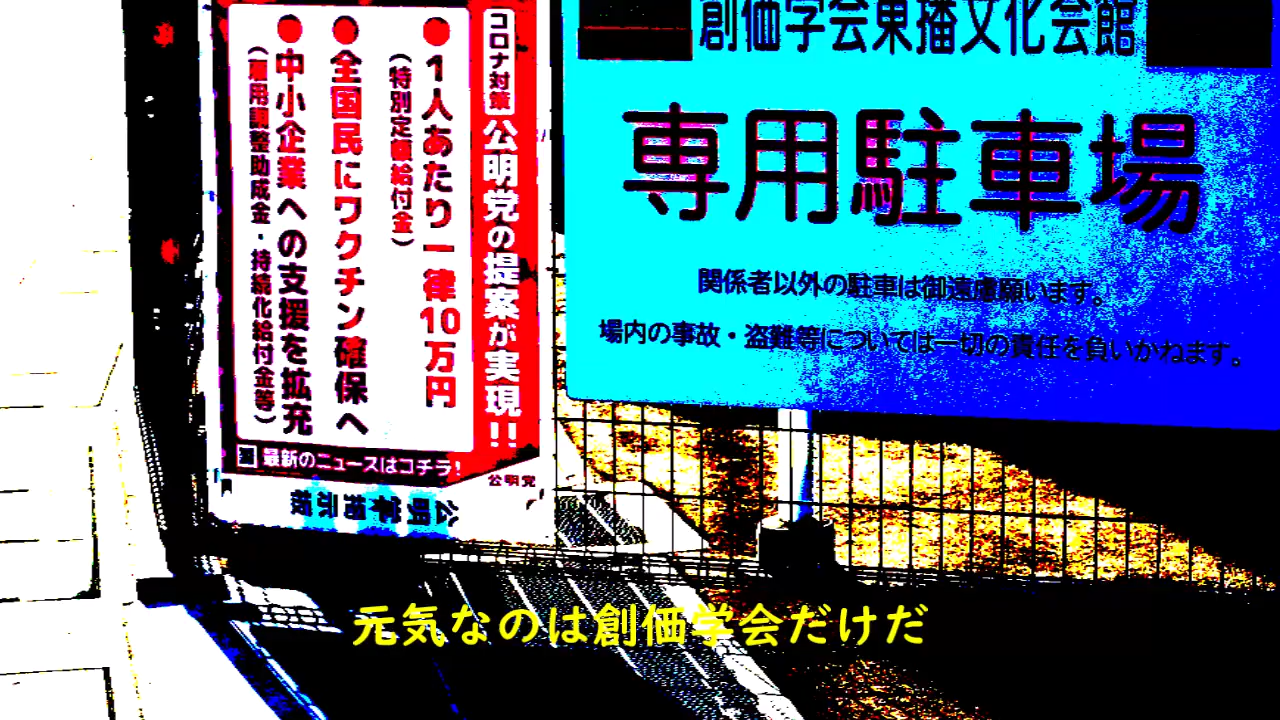 コロナ対策 公明党の提案が実現!!
●1人あたり一律10万円
(特別定額給付金)
●全国民にワクチン確保へ
●中小企業への支援を拡充
(雇用調整助成金・持続化給付金等)
最新のニュースはコチラ!
公明党
創価学会東播文化会館
専用駐車場
関係者以外の駐車は御遠慮願います。
場内の事故・盗難等については一切の責任を負いかねます。
元気なのは創価学会だけだ